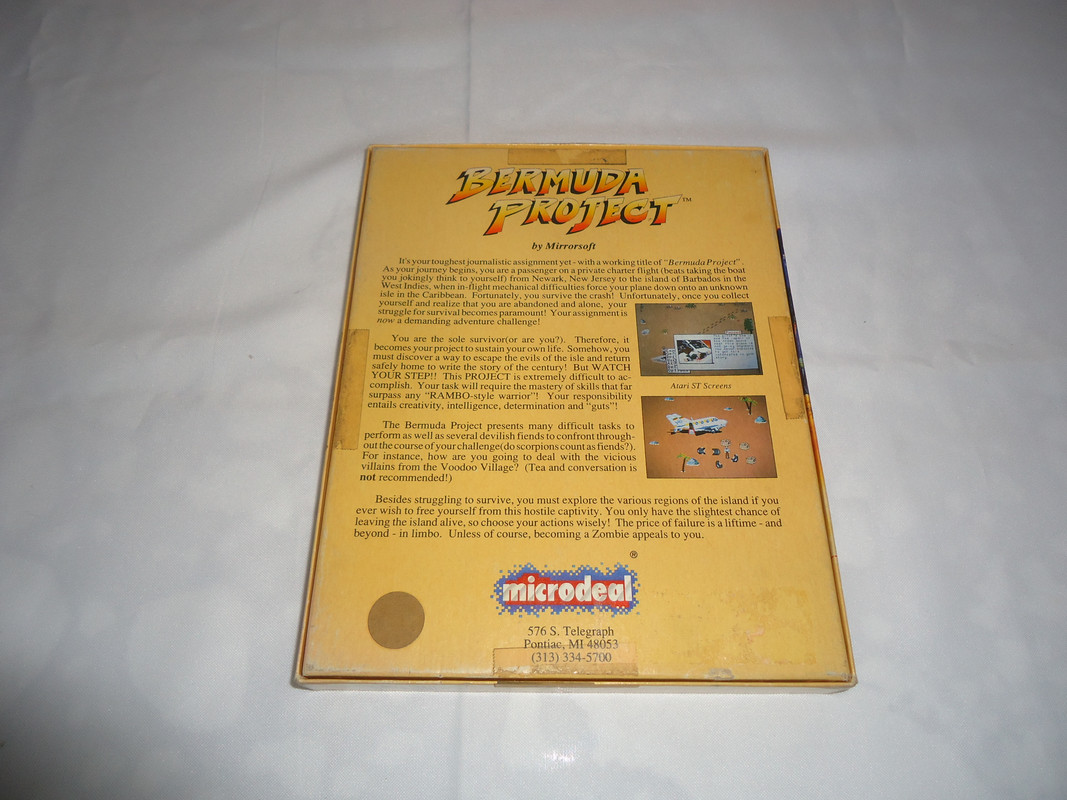 BERMUDA
PROJECT™
by Mirrorsoft
It's your toughest journalistic assignment yet - with a working title of "Bermuda Project".
As your journey begins, you are a passenger on a private charter flight (beats taking the boat
you jokingly think to yourself) from Newark, New Jersey to the island of Barbados in the
West Indies, when in-flight mechanical difficulties force your plane down onto an unknown
isle in the Caribbean. Fortunately, you survive the crash! Unfortunately, once you collect
yourself and realize that you are abandoned and alone, your
struggle for survival becomes paramount! Your assignment is
now a demanding adventure challenge!
You are the sole survivor(or are you?). Therefore, it
becomes your project to sustain your own life. Somehow, you
must discover a way to escape the evils of the isle and return
safely home to write the story of the century! But WATCH
YOUR STEP!! This PROJECT is extremely difficult to ac-
complish. Your task will require the mastery of skills that far
surpass any "RAMBO-style warrior"! Your responsibility
entails creativity, intelligence, determination and "guts"!
Atari ST Screens
The Bermuda Project presents many difficult tasks to
perform as well as several devilish fiends to confront through-
out the course of your challenge(do scorpions count as fiends?).
For instance, how are you going to deal with the vicious
villains from the Voodoo Village? (Tea and conversation is
not recommended!)
Besides struggling to survive, you must explore the various regions of the island if you
ever wish to free yourself from this hostile captivity. You only have the slightest chance of
leaving the island alive, so choose your actions wisely! The price of failure is a liftime - and
beyond - in limbo. Unless of course, becoming a Zombie appeals to you.
microdeal®
576 S. Telegraph
Pontiac, MI 48053
(313) 334-5700